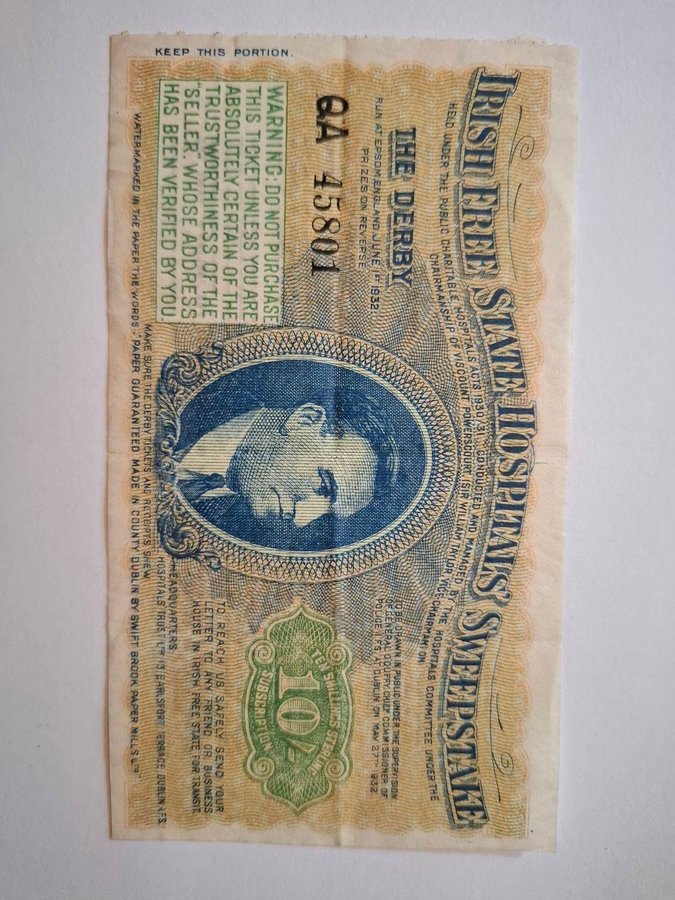 KEEP THIS PORTION.
IRISH FREE STATE HOSPITALS' SWEEPSTAKE
HELD UNDER THE PUBLIC CHARITABLE HOSPITALS ACTS 1930/31. CONDUCTED AND MANAGED BY THE HOSPITALS COMMITTEE UNDER THE
CHAIRMANSHIP OF VISCOUNT POWERSCOURT (SIR WILLIAM THOMPSON VICE CHAIRMAN)
THE DERBY
RUN AT EPSOM, ENGLAND, JUNE 1ST 1932
PRIZES ON REVERSE
TO BE DRAWN IN PUBLIC UNDER THE SUPERVISION
OF GENERAL O'DUFFY CHIEF COMMISSIONER OF
POLICE I.F.S. AT DUBLIN ON MAY 27TH 1932
QA 45801
TEN SHILLINGS STERLING
10/-
WARNING: DO NOT PURCHASE
THIS TICKET UNLESS YOU ARE
ABSOLUTELY CERTAIN OF THE
TRUSTWORTHINESS OF THE
"SELLER", WHOSE ADDRESS
HAS BEEN VERIFIED BY YOU.
TO REACH US SAFELY SEND YOUR
LETTER TO ANY FRIEND OR BUSINESS
HOUSE IN IRISH FREE STATE FOR TRANSIT.
MAKE SURE THE DERBY TICKETS AND RECEIPTS SHEW
HEADQUARTERS:
HOSPITALS TRUST LTD 13 EARLSFORT TERRACE DUBLIN I.F.S.
WATERMARKED IN THE PAPER THE WORDS:- PAPER GUARANTEED MADE IN COUNTY DUBLIN BY SWIFT BROOK PAPER MILLS LTD